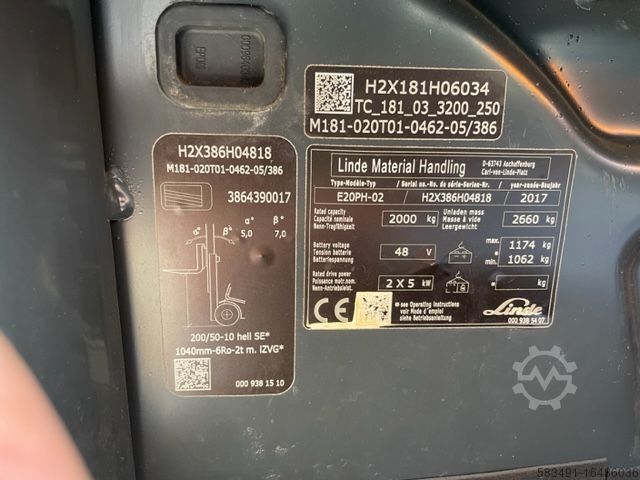 H2X181H06034
TC_181_03_3200_250
M181-020T01-0462-05/386
H2X386H04818
M181-020T01-0462-05/386
3864390017
α° β°
5,0 7,0
α° β°
200/50-10 hell SE*
1040mm-6Ro-2t m. IZVG*
000 938 15 10
Linde Material Handling
D-63743 Aschaffenburg
Carl-von-Linde-Platz
Type-Modèle-Typ / Serial no.-No. du série-Serien-Nr. / year-année-Baujahr
E20PH-02 H2X386H04818 2017
Rated capacity
Capacité nominale
Nenn-Tragfähigkeit
2000 kg
Unladen mass
Masse à vide
Leergewicht
2660 kg
Battery voltage
Tension batterie
Batteriespannung
48 V
max. 1174 kg
min. 1062 kg
Rated drive power
Puissance motr.nom.
Nenn-Antriebsleist.
2 X 5 kW
* kg
CE
see Operating instructions
voir Mode d'emploi
siehe Betriebsanleitung
Linde
000 938 54 07
583491-16486036